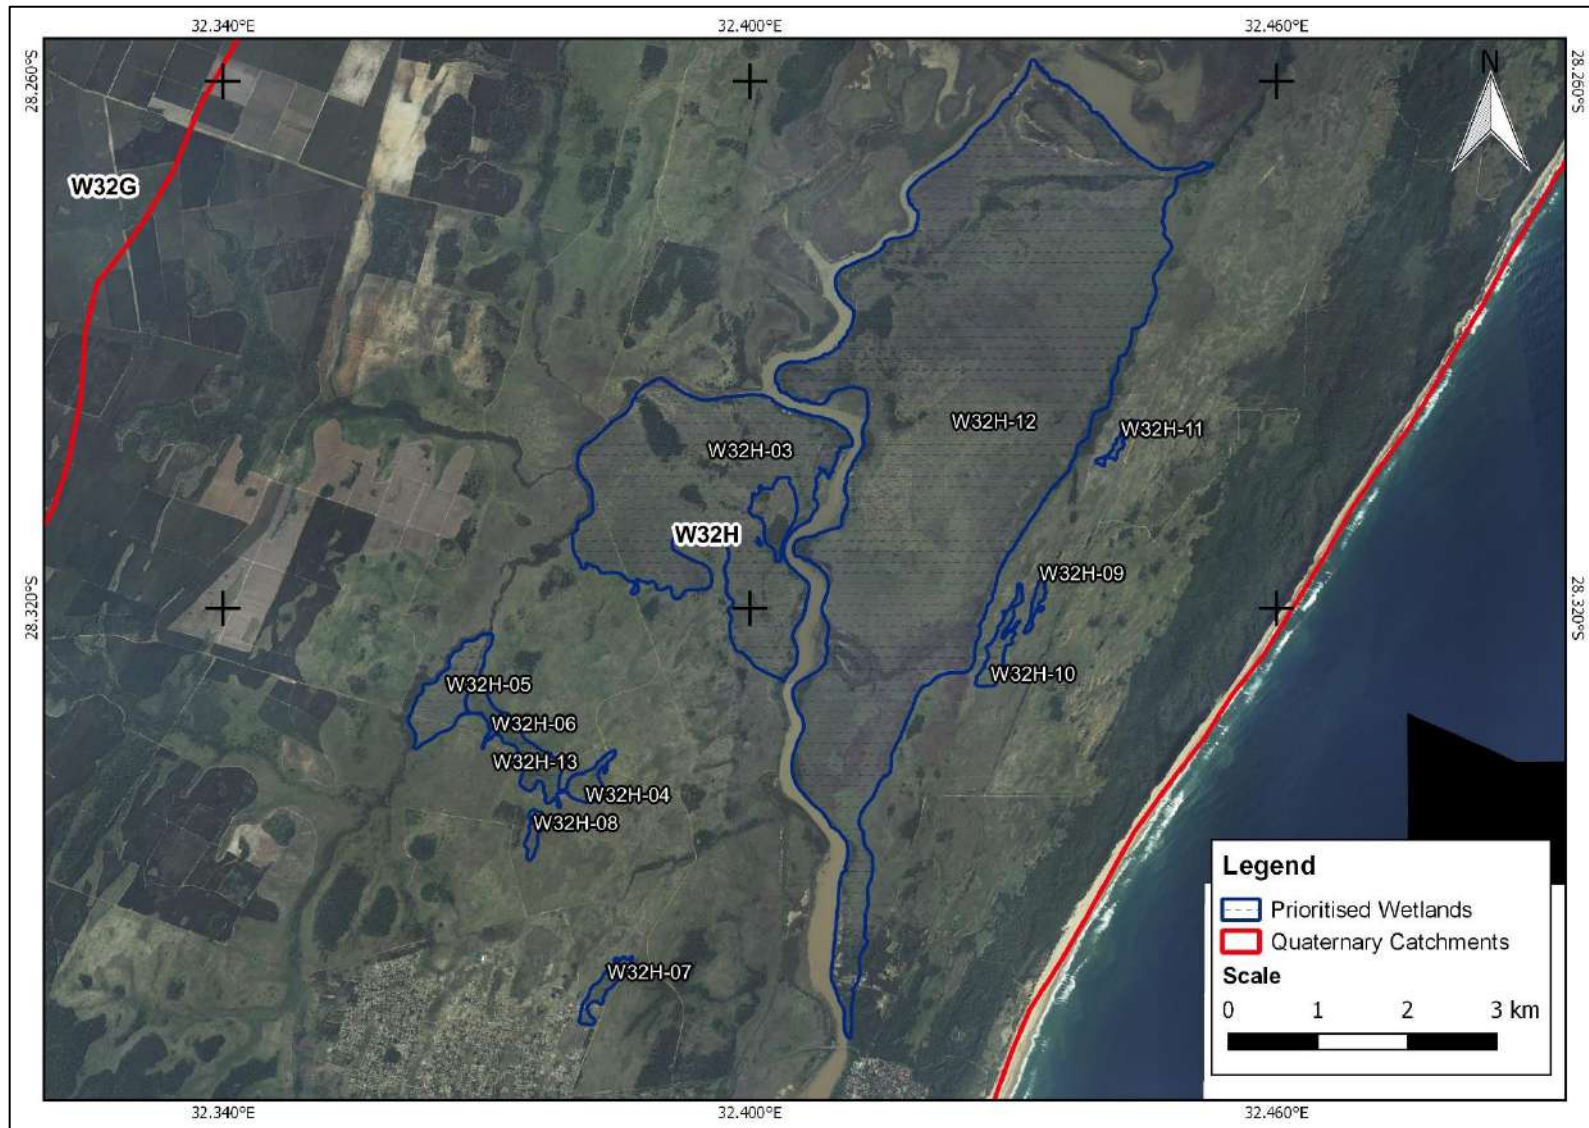 32.340°E 32.400°E 32.460°E
28.260°S 28.260°S
N
W32G
W32H-03
W32H-12
W32H-11
W32H
W32H-09
28.320°S 28.320°S
W32H-10
W32H-05
W32H-06
W32H-13
W32H-04
W32H-08
W32H-07
Legend
Prioritised Wetlands
Quaternary Catchments
Scale
0 1 2 3 km
32.340°E 32.400°E 32.460°E